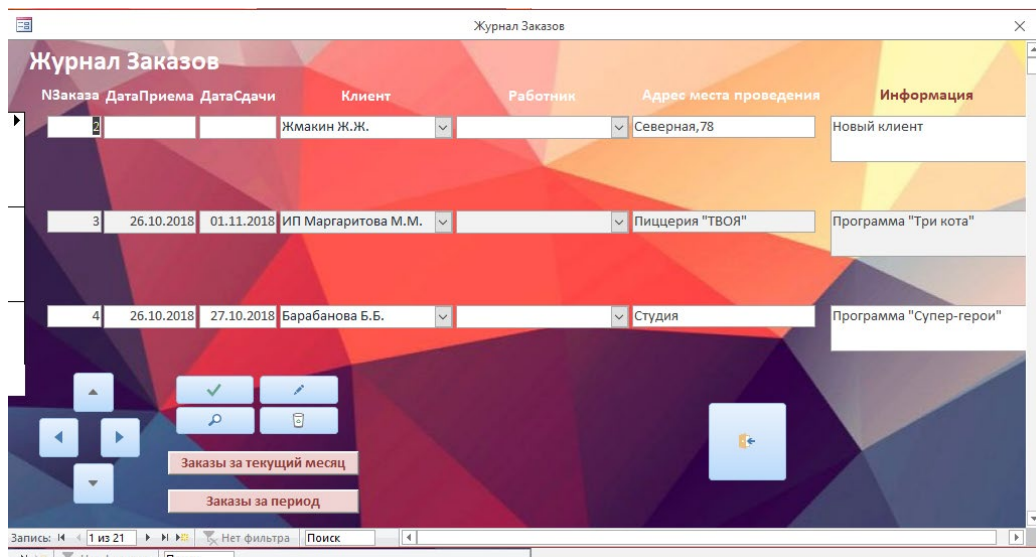 Журнал Заказов
Журнал Заказов
NЗаказа ДатаПриема ДатаСдачи Клиент Работник Адрес места проведения Информация
2 Жмакин Ж.Ж. Северная,78 Новый клиент
3 26.10.2018 01.11.2018 ИП Маргаритова М.М. Пиццерия "ТВОЯ" Программа "Три кота"
4 26.10.2018 27.10.2018 Барабанова Б.Б. Студия Программа "Супер-герои"
Заказы за текущий месяц
Заказы за период
Запись: 1 из 21 Нет фильтра Поиск